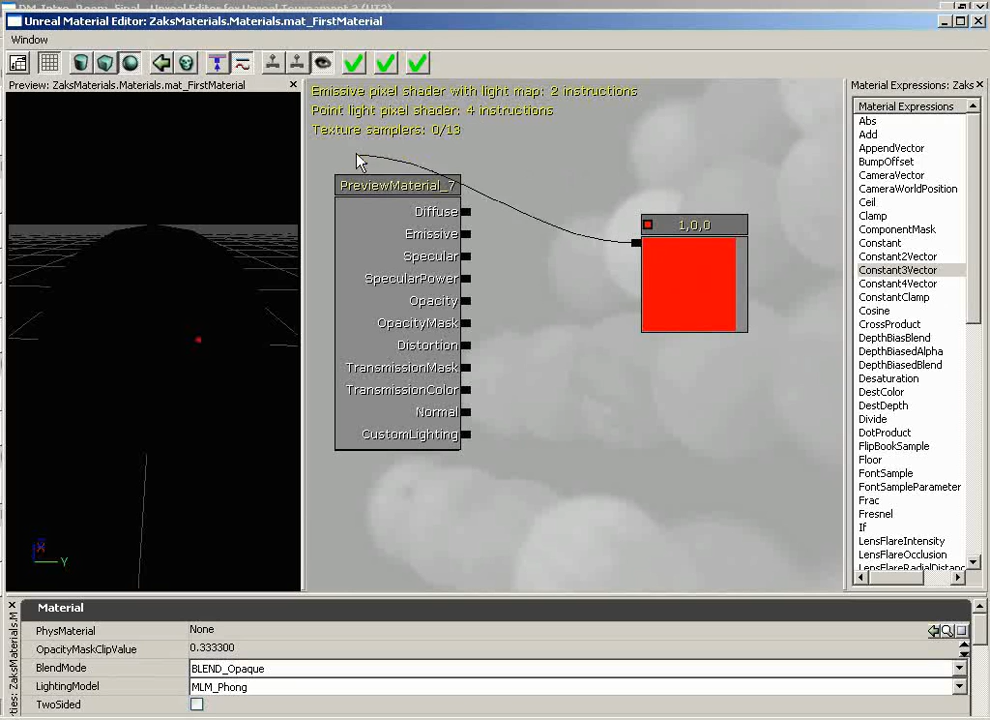 Unreal Material Editor: ZaksMaterials.Materials.mat_FirstMaterial
Window
Preview: ZaksMaterials.Materials.mat_FirstMaterial
Emissive pixel shader with light map: 2 instructions
Point light pixel shader: 4 instructions
Texture samplers: 0/13
PreviewMaterial_7
Diffuse
Emissive
Specular
SpecularPower
Opacity
OpacityMask
Distortion
TransmissionMask
TransmissionColor
Normal
CustomLighting
1,0,0
X
Y
Material Expressions: Zaks
Material Expressions
Abs
Add
AppendVector
BumpOffset
CameraVector
CameraWorldPosition
Ceil
Clamp
ComponentMask
Constant
Constant2Vector
Constant3Vector
Constant4Vector
ConstantClamp
Cosine
CrossProduct
DepthBiasBlend
DepthBiasedAlpha
DepthBiasedBlend
Desaturation
DestColor
DestDepth
Divide
DotProduct
FlipBookSample
Floor
FontSample
FontSampleParameter
Frac
Fresnel
If
LensFlareIntensity
LensFlareOcclusion
LensFlareRadialDistanc
ties: ZaksMaterials.M
Material
PhysMaterial None
OpacityMaskClipValue 0.333300
BlendMode BLEND_Opaque
LightingModel MLM_Phong
TwoSided